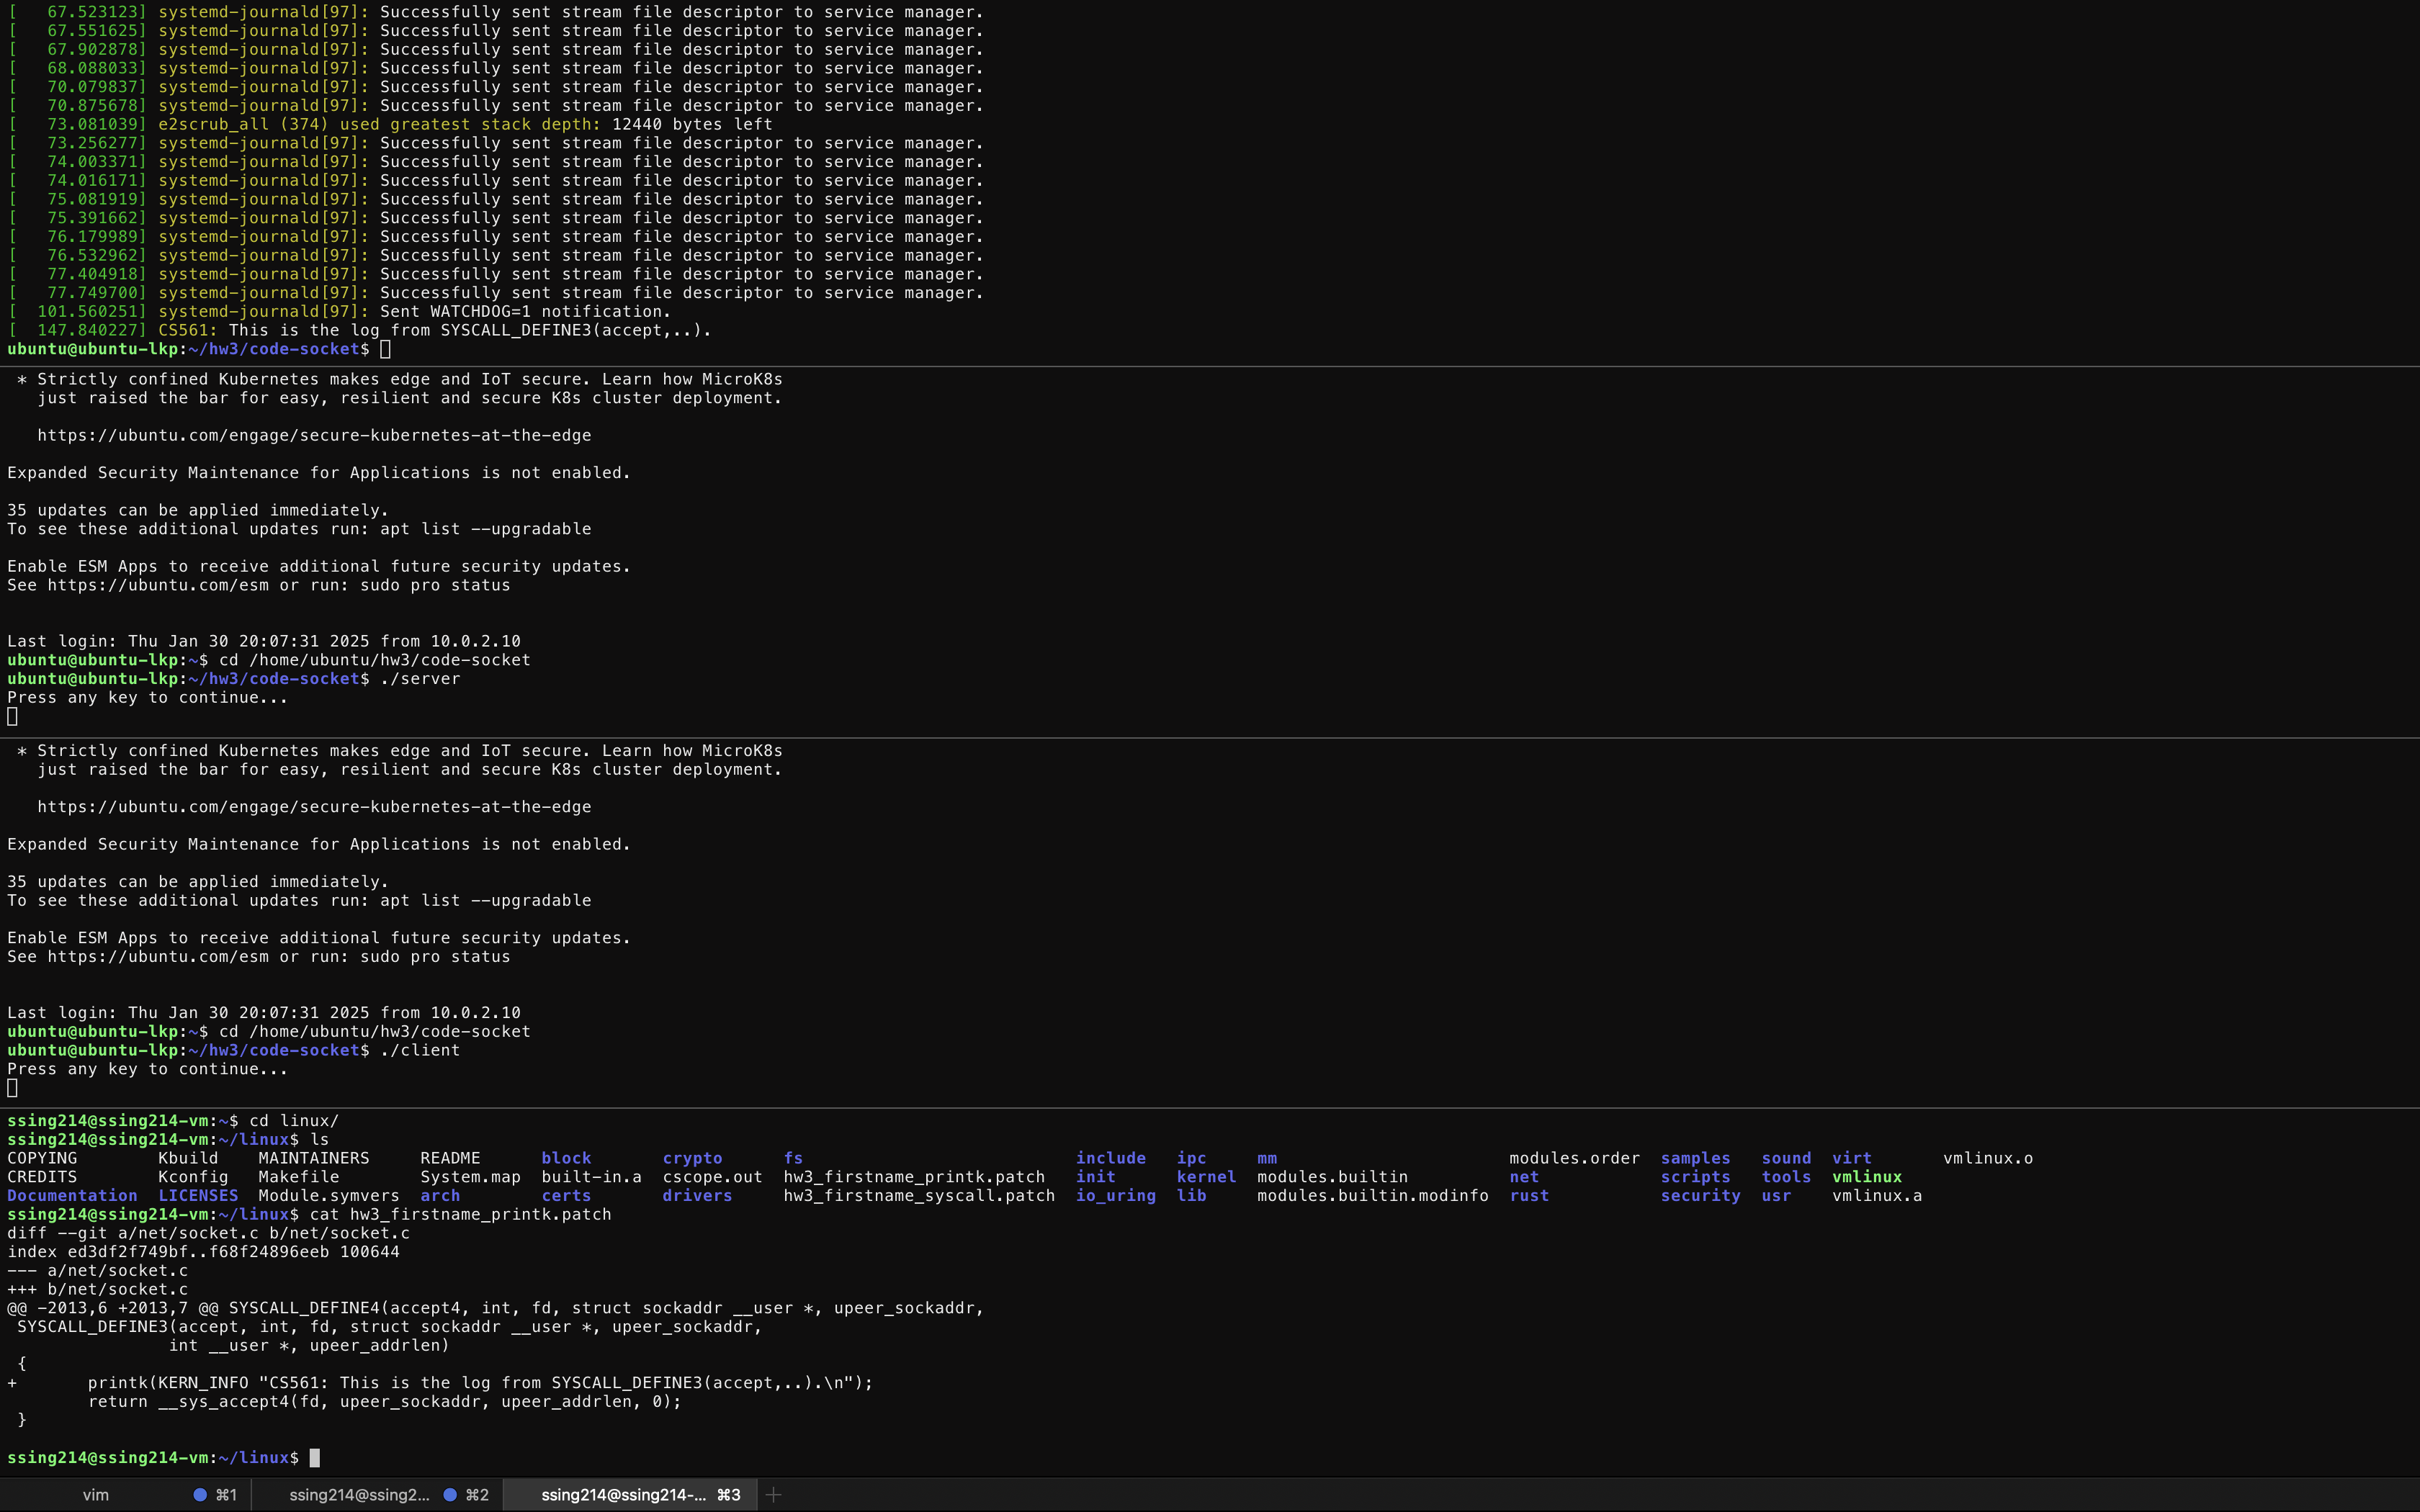 [   67.523123] systemd-journald[97]: Successfully sent stream file descriptor to service manager.
[   67.551625] systemd-journald[97]: Successfully sent stream file descriptor to service manager.
[   67.902878] systemd-journald[97]: Successfully sent stream file descriptor to service manager.
[   68.088033] systemd-journald[97]: Successfully sent stream file descriptor to service manager.
[   70.079837] systemd-journald[97]: Successfully sent stream file descriptor to service manager.
[   70.875678] systemd-journald[97]: Successfully sent stream file descriptor to service manager.
[   73.081039] e2scrub_all (374) used greatest stack depth: 12440 bytes left
[   73.256277] systemd-journald[97]: Successfully sent stream file descriptor to service manager.
[   74.003371] systemd-journald[97]: Successfully sent stream file descriptor to service manager.
[   74.016171] systemd-journald[97]: Successfully sent stream file descriptor to service manager.
[   75.081919] systemd-journald[97]: Successfully sent stream file descriptor to service manager.
[   75.391662] systemd-journald[97]: Successfully sent stream file descriptor to service manager.
[   76.179989] systemd-journald[97]: Successfully sent stream file descriptor to service manager.
[   76.532962] systemd-journald[97]: Successfully sent stream file descriptor to service manager.
[   77.404918] systemd-journald[97]: Successfully sent stream file descriptor to service manager.
[   77.749700] systemd-journald[97]: Successfully sent stream file descriptor to service manager.
[  101.560251] systemd-journald[97]: Sent WATCHDOG=1 notification.
[  147.840227] CS561: This is the log from SYSCALL_DEFINE3(accept,..).
ubuntu@ubuntu-lkp:~/hw3/code-socket$
 * Strictly confined Kubernetes makes edge and IoT secure. Learn how MicroK8s
   just raised the bar for easy, resilient and secure K8s cluster deployment.
   https://ubuntu.com/engage/secure-kubernetes-at-the-edge
Expanded Security Maintenance for Applications is not enabled.
35 updates can be applied immediately.
To see these additional updates run: apt list --upgradable
Enable ESM Apps to receive additional future security updates.
See https://ubuntu.com/esm or run: sudo pro status
Last login: Thu Jan 30 20:07:31 2025 from 10.0.2.10
ubuntu@ubuntu-lkp:~$ cd /home/ubuntu/hw3/code-socket
ubuntu@ubuntu-lkp:~/hw3/code-socket$ ./server
Press any key to continue...
 * Strictly confined Kubernetes makes edge and IoT secure. Learn how MicroK8s
   just raised the bar for easy, resilient and secure K8s cluster deployment.
   https://ubuntu.com/engage/secure-kubernetes-at-the-edge
Expanded Security Maintenance for Applications is not enabled.
35 updates can be applied immediately.
To see these additional updates run: apt list --upgradable
Enable ESM Apps to receive additional future security updates.
See https://ubuntu.com/esm or run: sudo pro status
Last login: Thu Jan 30 20:07:31 2025 from 10.0.2.10
ubuntu@ubuntu-lkp:~$ cd /home/ubuntu/hw3/code-socket
ubuntu@ubuntu-lkp:~/hw3/code-socket$ ./client
Press any key to continue...
ssing214@ssing214-vm:~$ cd linux/
ssing214@ssing214-vm:~/linux$ ls
COPYING        Kbuild    MAINTAINERS     README      block       crypto      fs                           include   ipc     mm                       modules.order  samples   sound  virt       vmlinux.o
CREDITS        Kconfig   Makefile        System.map  built-in.a  cscope.out  hw3_firstname_printk.patch   init      kernel  modules.builtin          net            scripts   tools  vmlinux
Documentation  LICENSES  Module.symvers  arch        certs       drivers     hw3_firstname_syscall.patch  io_uring  lib     modules.builtin.modinfo  rust           security  usr    vmlinux.a
ssing214@ssing214-vm:~/linux$ cat hw3_firstname_printk.patch
diff --git a/net/socket.c b/net/socket.c
index ed3df2f749bf..f68f24896eeb 100644
--- a/net/socket.c
+++ b/net/socket.c
@@ -2013,6 +2013,7 @@ SYSCALL_DEFINE4(accept4, int, fd, struct sockaddr __user *, upeer_sockaddr,
 SYSCALL_DEFINE3(accept, int, fd, struct sockaddr __user *, upeer_sockaddr,
                int __user *, upeer_addrlen)
 {
+       printk(KERN_INFO "CS561: This is the log from SYSCALL_DEFINE3(accept,..).\n");
        return __sys_accept4(fd, upeer_sockaddr, upeer_addrlen, 0);
 }
ssing214@ssing214-vm:~/linux$
vim ⌘1 ssing214@ssing2... ⌘2 ssing214@ssing214-... ⌘3 +